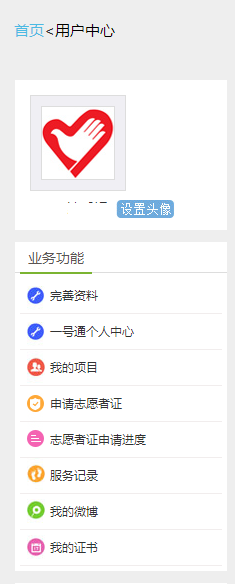 首页<用户中心
设置头像
业务功能
完善资料
一号通个人中心
我的项目
申请志愿者证
志愿者证申请进度
服务记录
我的微博
我的证书